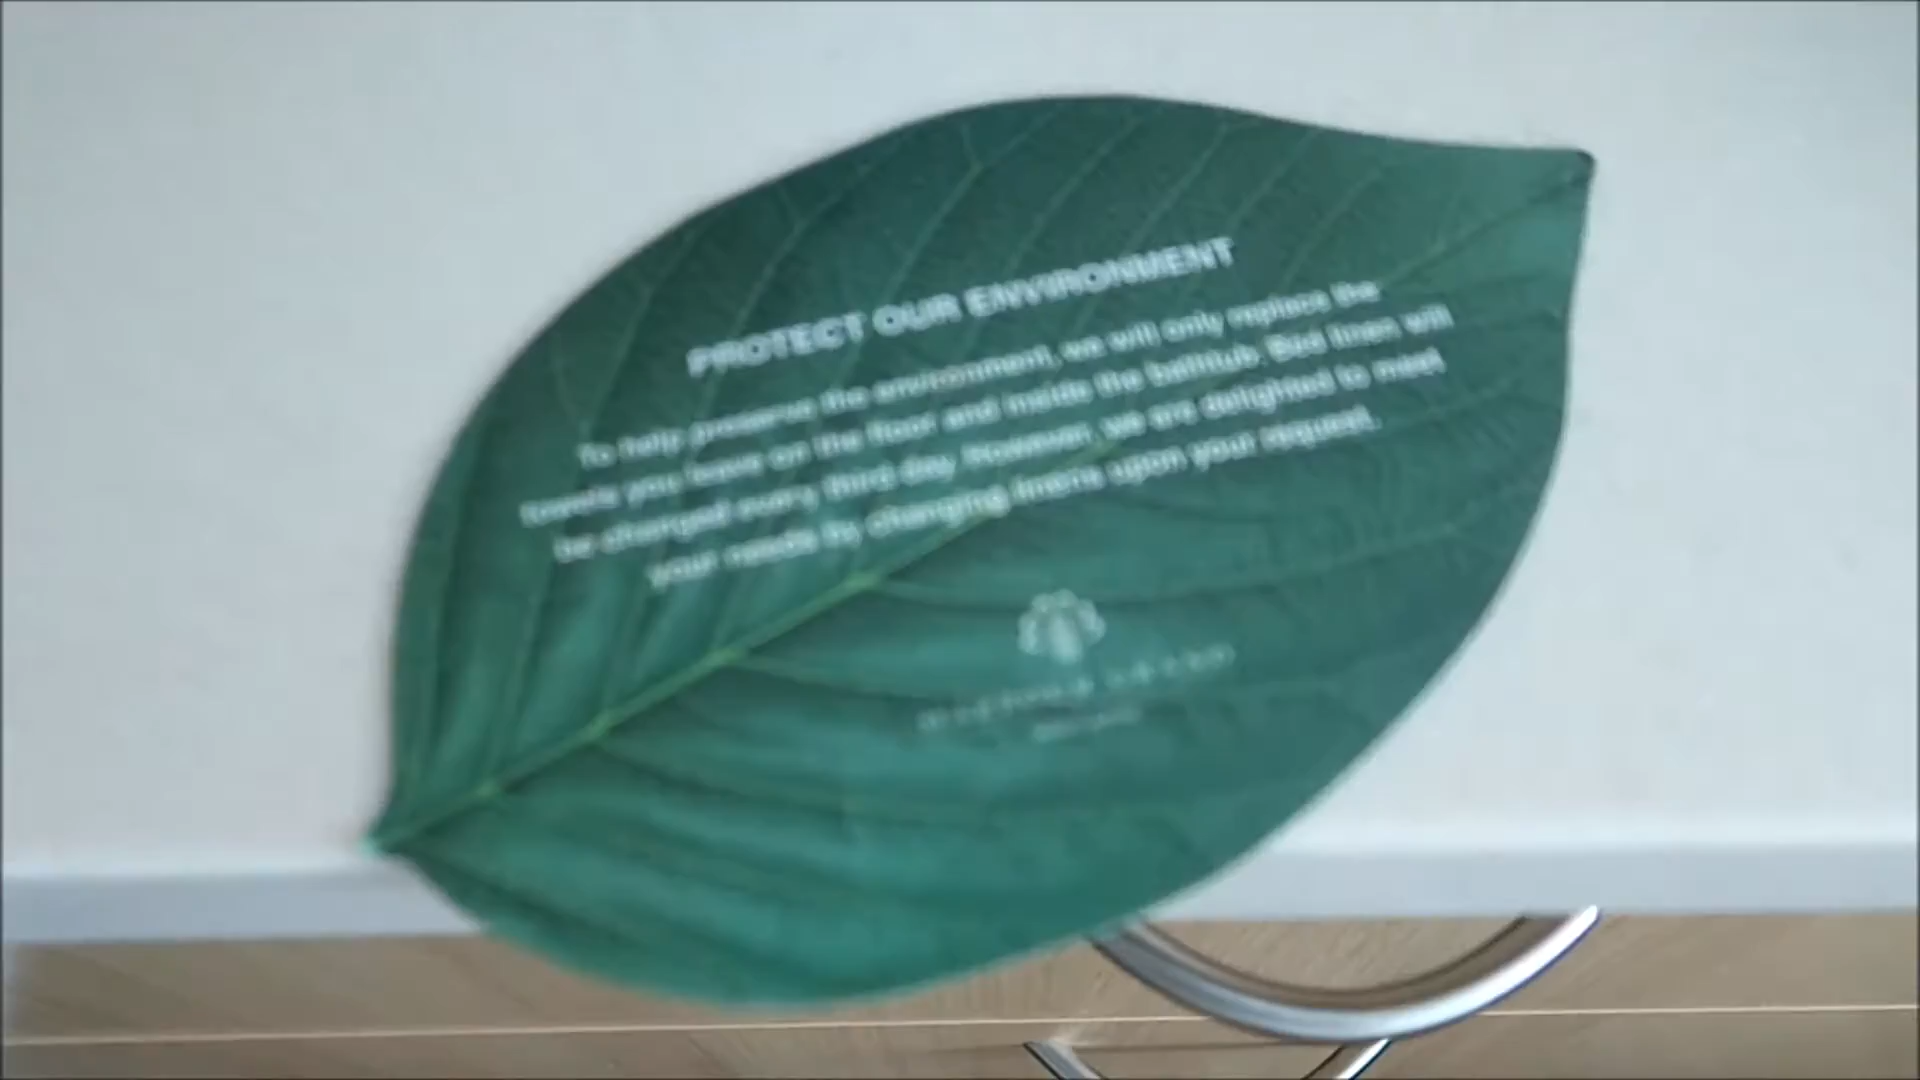 PROTECT OUR ENVIRONMENT
To help preserve the environment, we will only replace the
towels you leave on the floor and inside the bathtub. Bed linen will
be changed every third day. However, we are delighted to meet
your needs by changing linens upon your request.